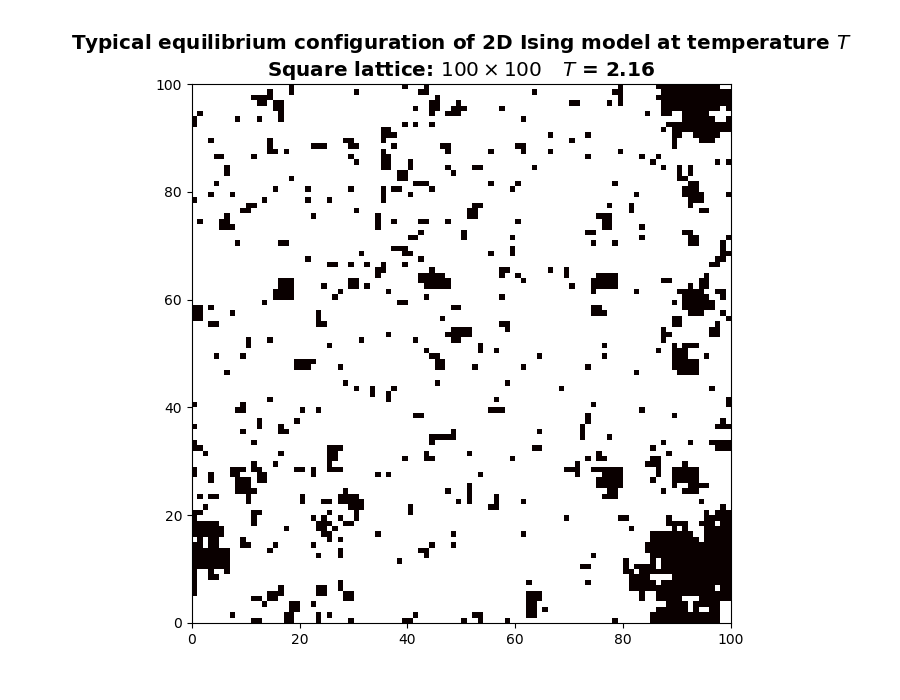 Typical equilibrium configuration of 2D Ising model at temperature T
Square lattice: 100 × 100 T = 2.16
100
80
60
40
20
0
0 20 40 60 80 100